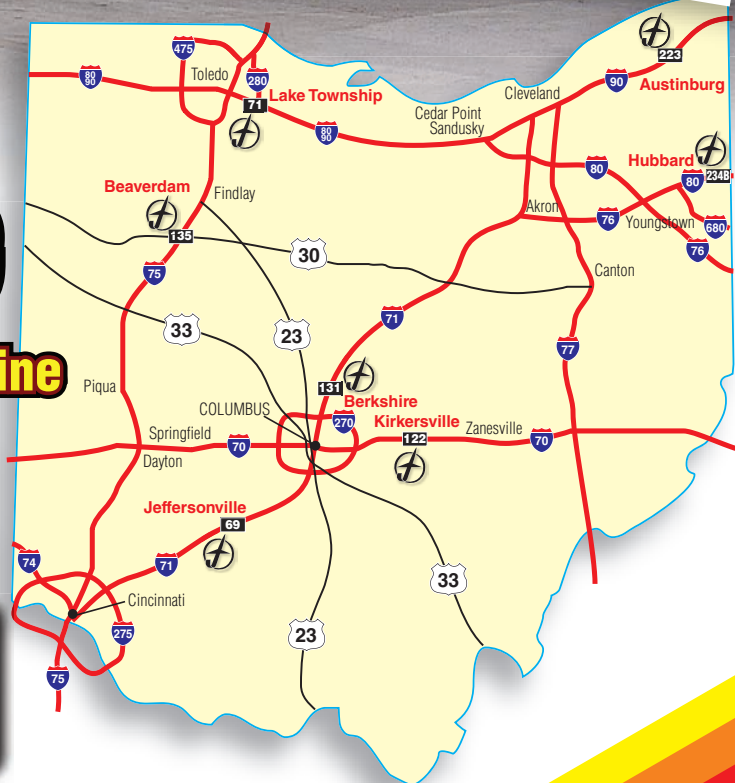 223
475
Toledo
280
80
90
71
Lake Township
Cleveland
90
Austinburg
Cedar Point
Sandusky
80
90
80
Hubbard
234B
80
Beaverdam
Findlay
Akron
76
Youngstown
680
76
135
30
75
Canton
33
23
71
77
ine
Piqua
131
Berkshire
COLUMBUS
270
Kirkersville
Springfield
70
122
Zanesville
70
Dayton
Jeffersonville
69
74
71
33
Cincinnati
275
23
75